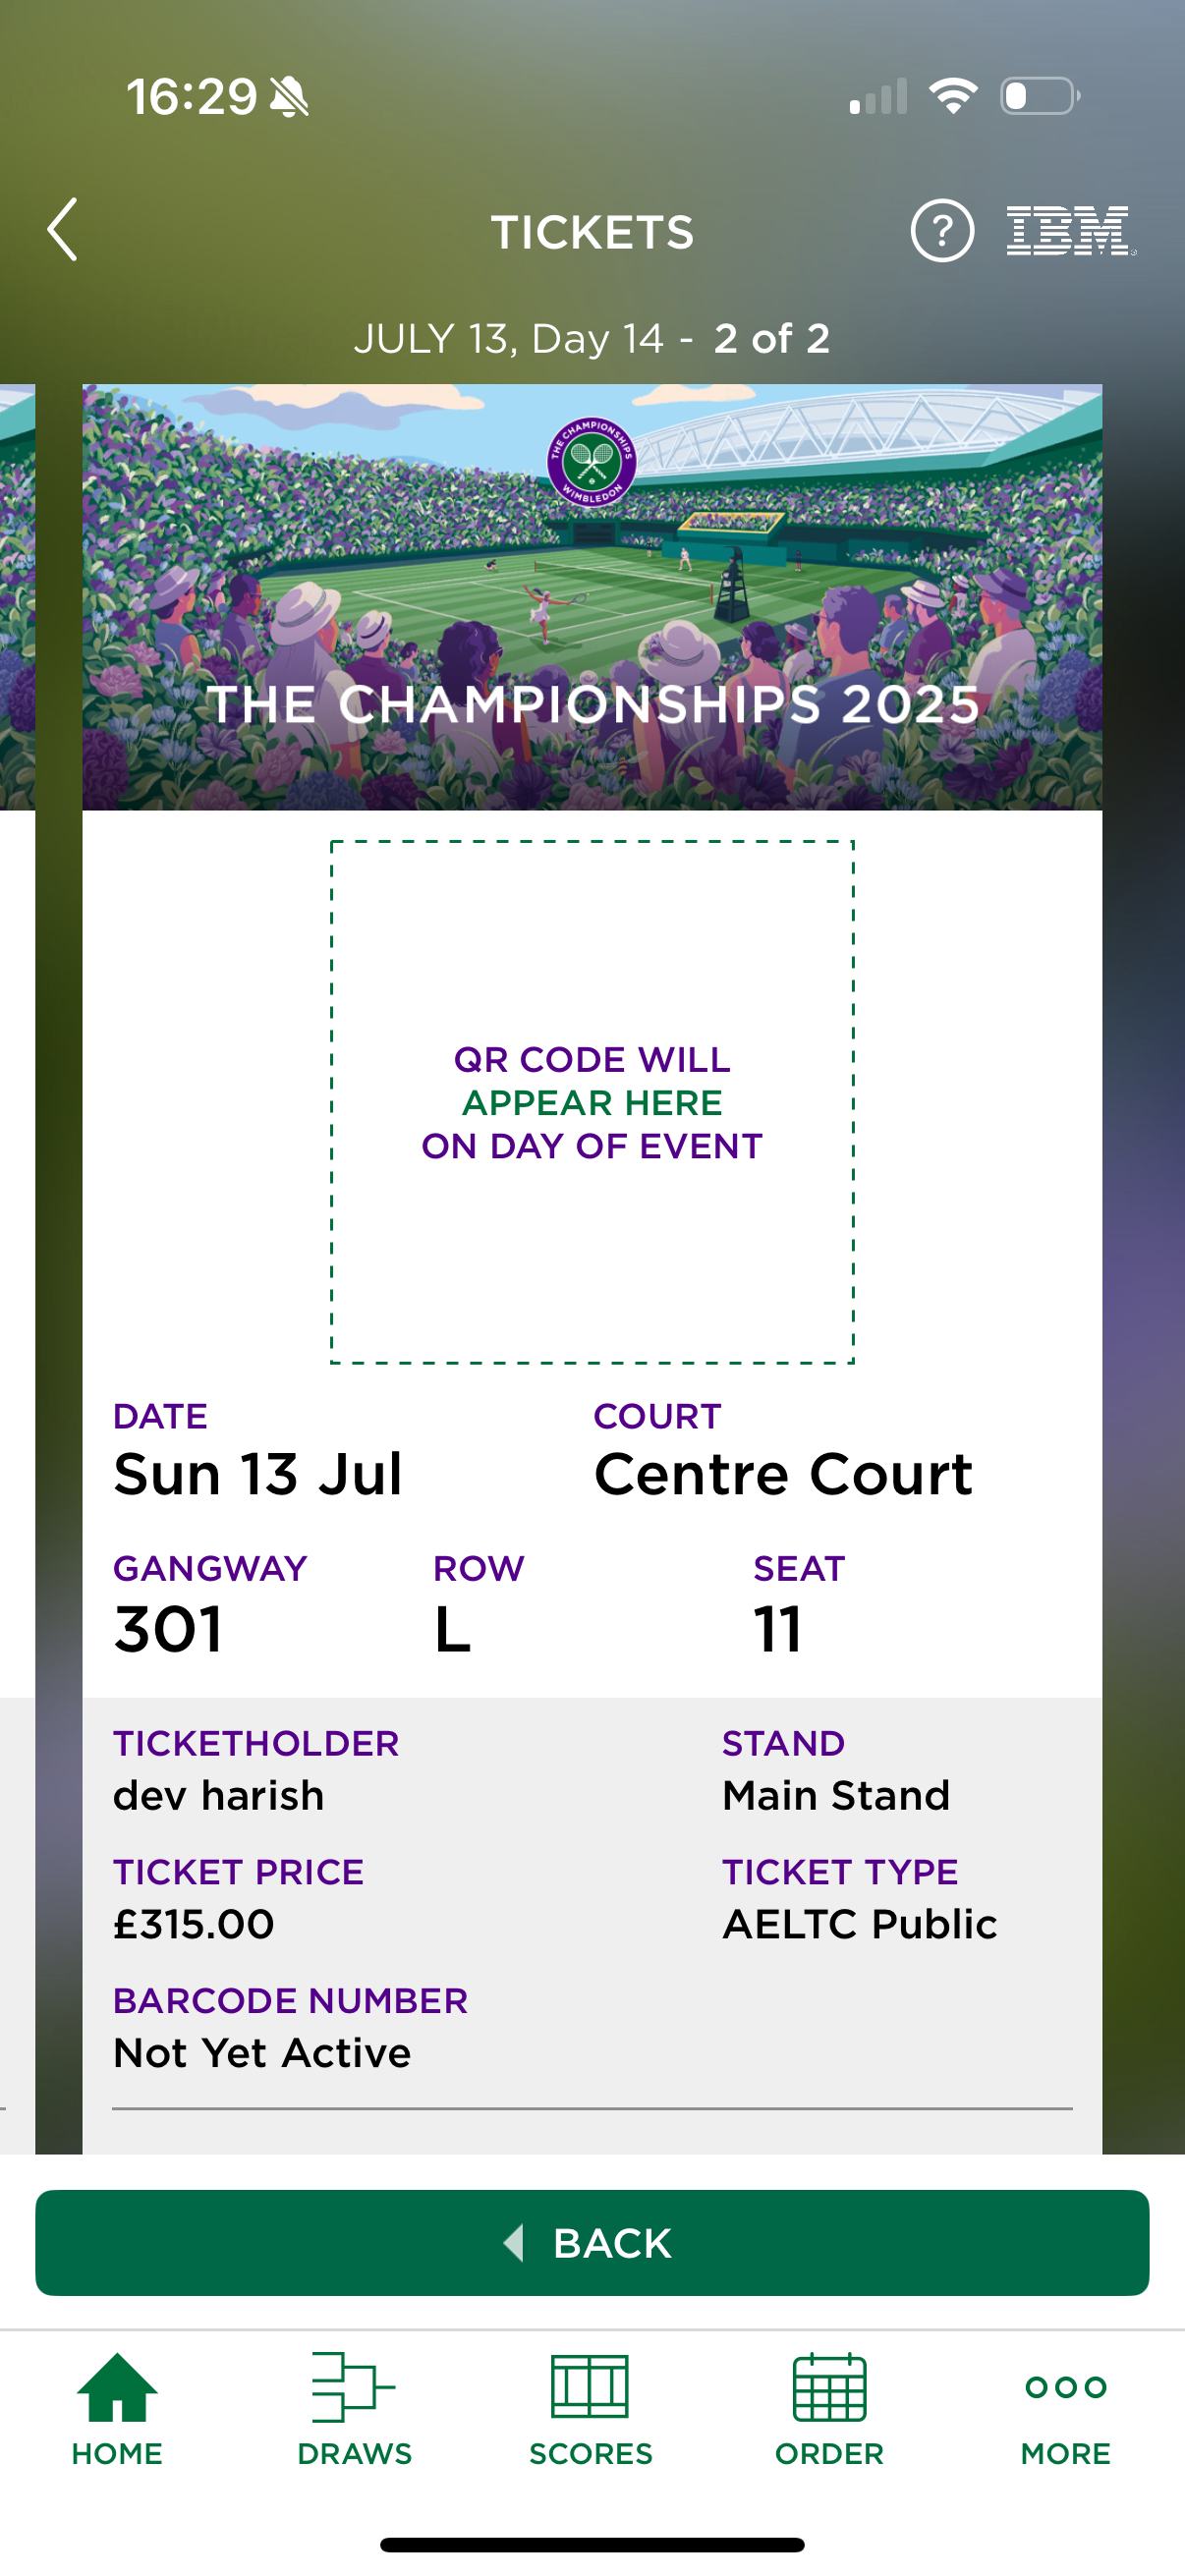 16:29
TICKETS
?
IBM
JULY 13, Day 14 - 2 of 2
THE CHAMPIONSHIPS
WIMBLEDON
THE CHAMPIONSHIPS 2025
QR CODE WILL
APPEAR HERE
ON DAY OF EVENT
DATE COURT
Sun 13 Jul Centre Court
GANGWAY ROW SEAT
301 L 11
TICKETHOLDER STAND
dev harish Main Stand
TICKET PRICE TICKET TYPE
£315.00 AELTC Public
BARCODE NUMBER
Not Yet Active
BACK
HOME DRAWS SCORES ORDER MORE